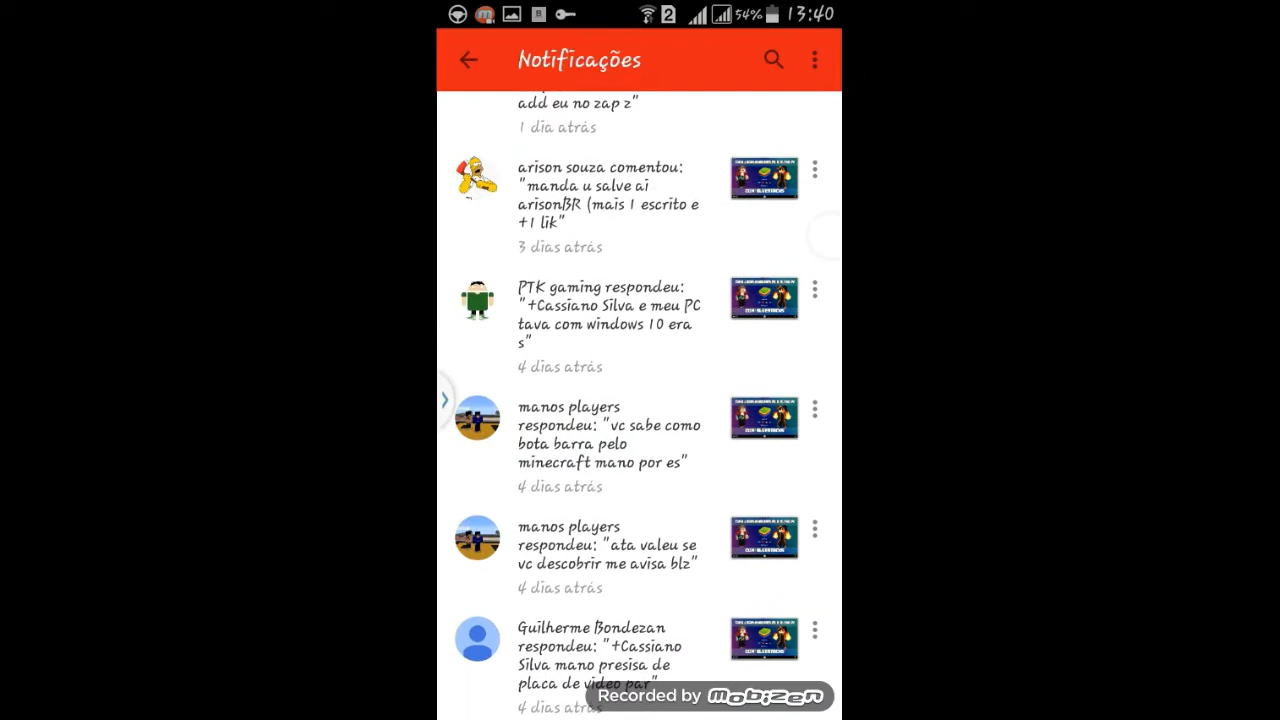 2 54% 13:40
Notificações
add eu no zap z"
1 dia atrás
arison souza comentou:
"manda u salve ai
arisonBR (mais 1 escrito e
+1 lik"
3 dias atrás
PTK gaming respondeu:
"+Cassiano Silva e meu PC
tava com windows 10 era
s"
4 dias atrás
manos players
respondeu: "vc sabe como
bota barra pelo
minecraft mano por es"
4 dias atrás
manos players
respondeu: "ata valeu se
vc descobrir me avisa blz"
4 dias atrás
Guilherme Bondezan
respondeu: "+Cassiano
Silva mano presisa de
placa de video par"
4 dias atrás
Recorded by mobizen